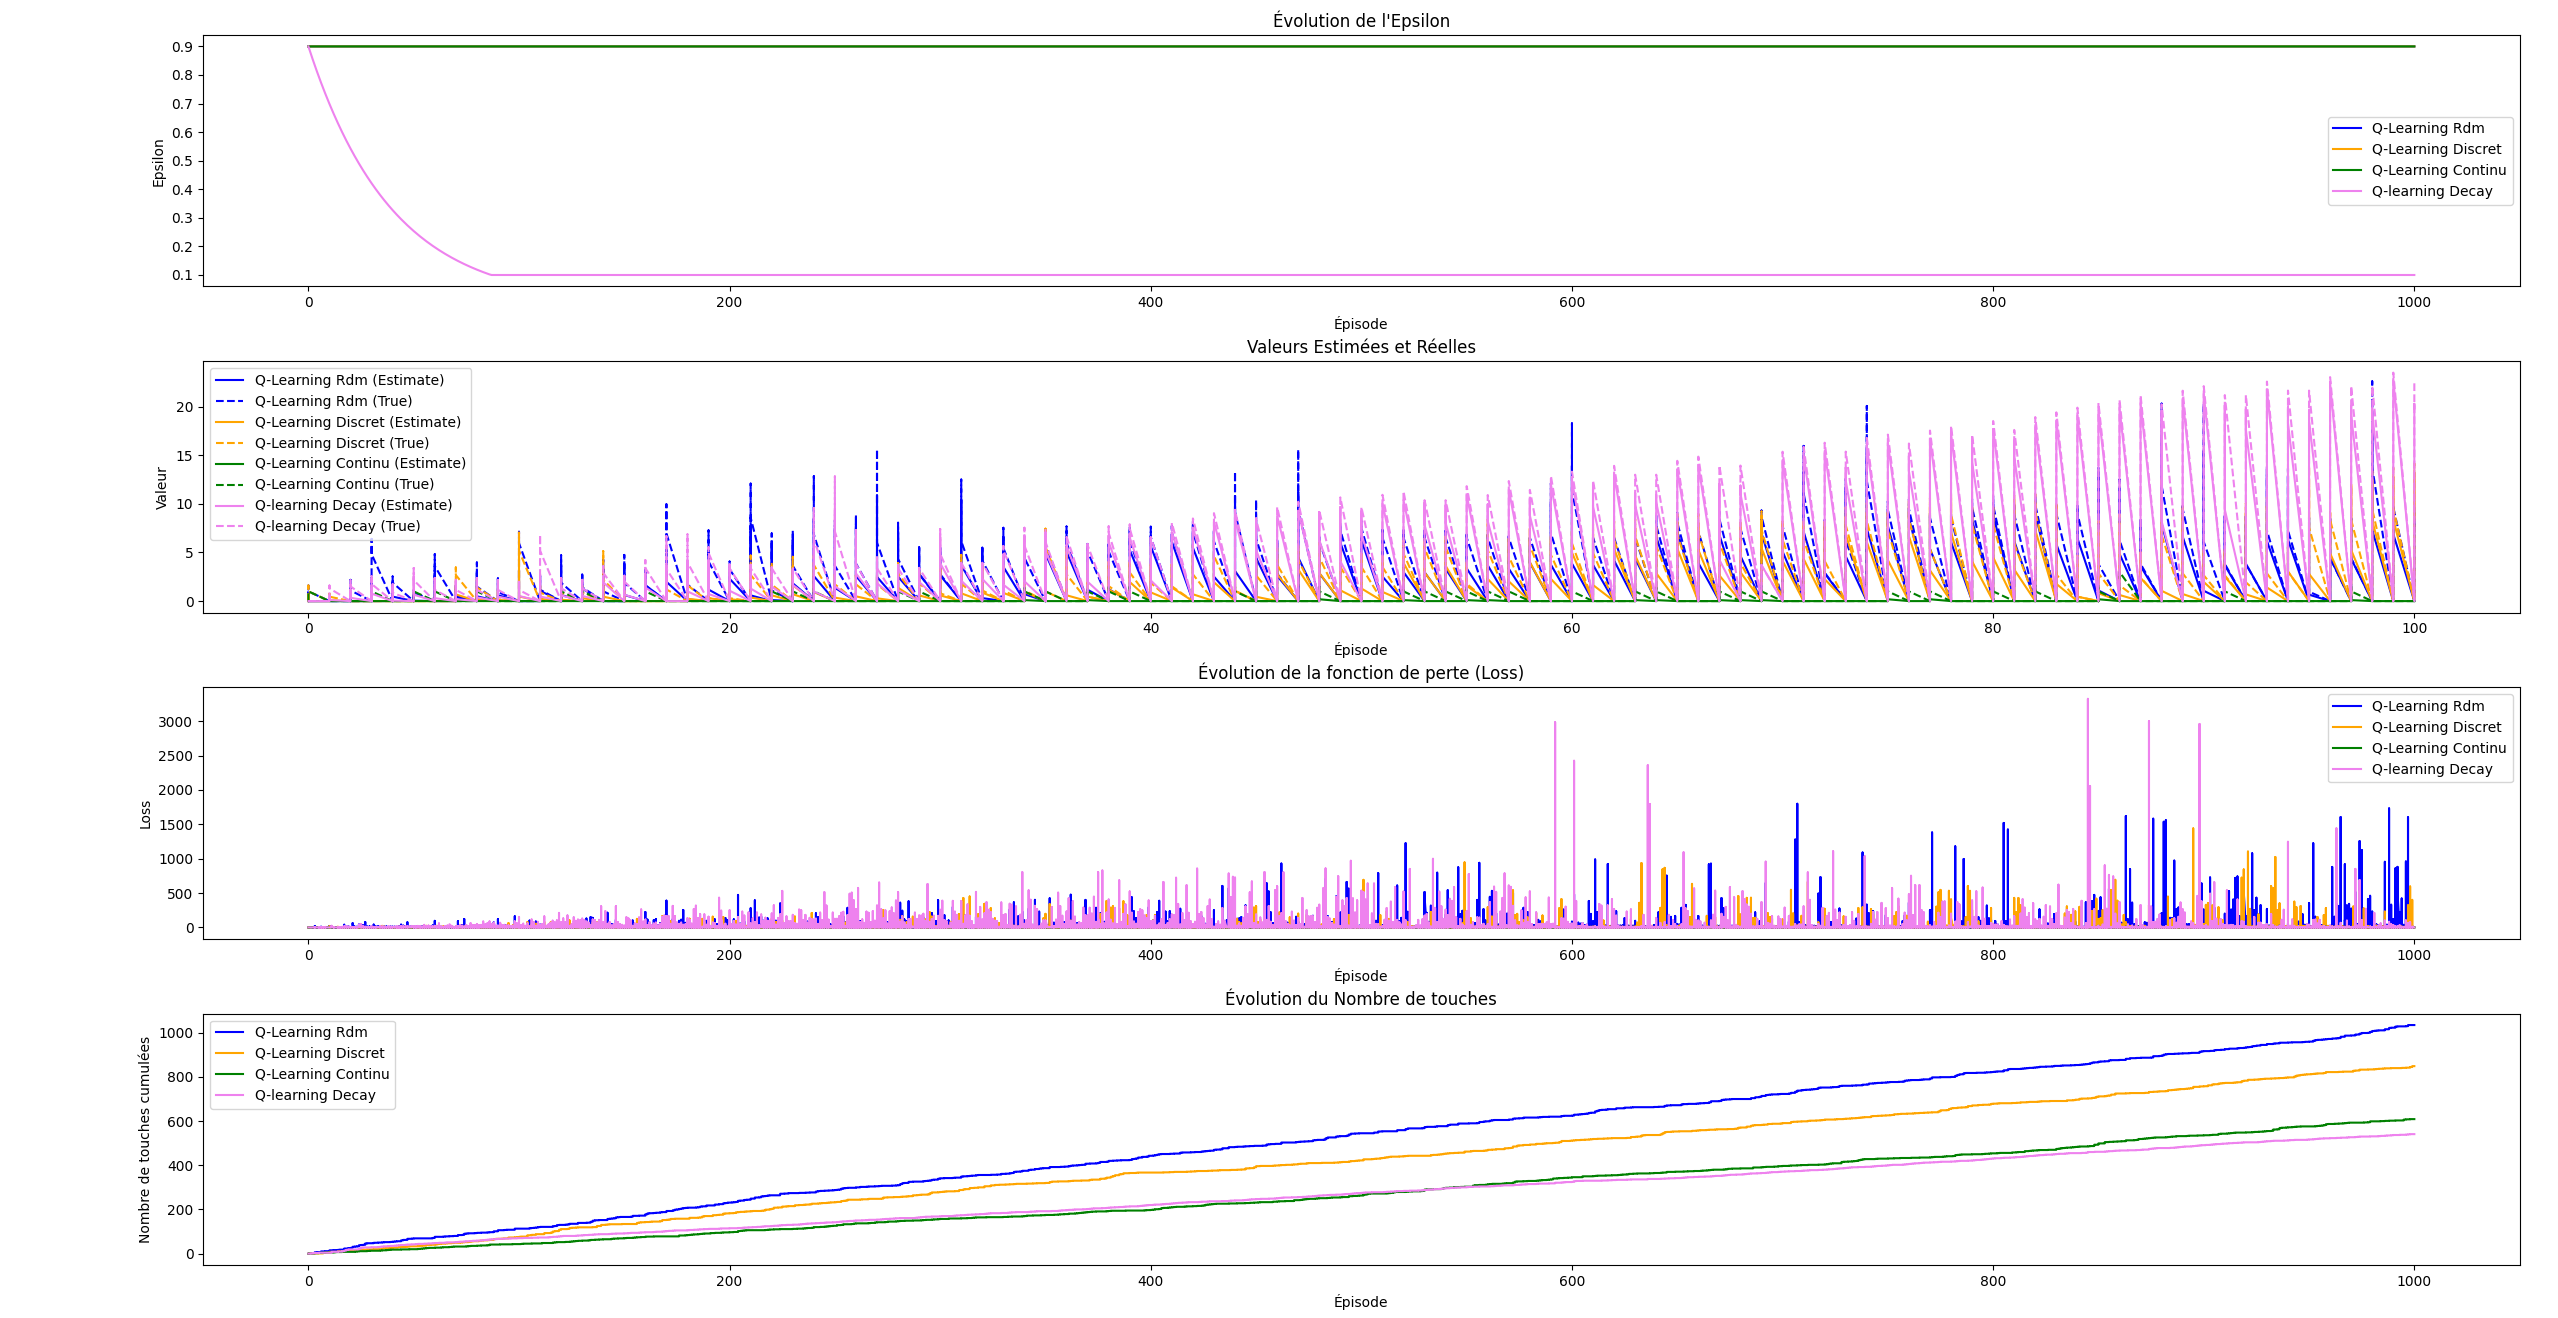 Évolution de l'Epsilon
Epsilon
0.9
0.8
0.7
0.6
0.5
0.4
0.3
0.2
0.1
Q-Learning Rdm
Q-Learning Discret
Q-Learning Continu
Q-learning Decay
0 200 400 600 800 1000
Épisode
Valeurs Estimées et Réelles
Valeur
20
15
10
5
0
Q-Learning Rdm (Estimate)
Q-Learning Rdm (True)
Q-Learning Discret (Estimate)
Q-Learning Discret (True)
Q-Learning Continu (Estimate)
Q-Learning Continu (True)
Q-learning Decay (Estimate)
Q-learning Decay (True)
0 20 40 60 80 100
Épisode
Évolution de la fonction de perte (Loss)
Loss
3000
2500
2000
1500
1000
500
0
Q-Learning Rdm
Q-Learning Discret
Q-Learning Continu
Q-learning Decay
0 200 400 600 800 1000
Épisode
Évolution du Nombre de touches
Nombre de touches cumulées
1000
800
600
400
200
0
Q-Learning Rdm
Q-Learning Discret
Q-Learning Continu
Q-learning Decay
0 200 400 600 800 1000
Épisode